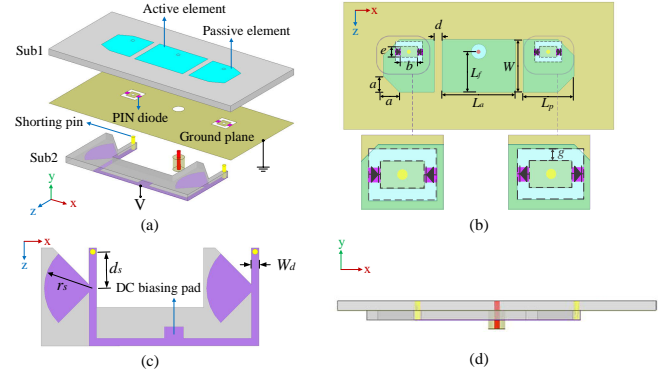 Active element
Passive element
Sub1
PIN diode
Shorting pin
Ground plane
Sub2
V
y
x
z
(a)
x
z
d
e
b
a
a
L_f
W
L_a
L_p
g
(b)
x
z
d_s
W_d
r_s
DC biasing pad
(c)
y
x
(d)